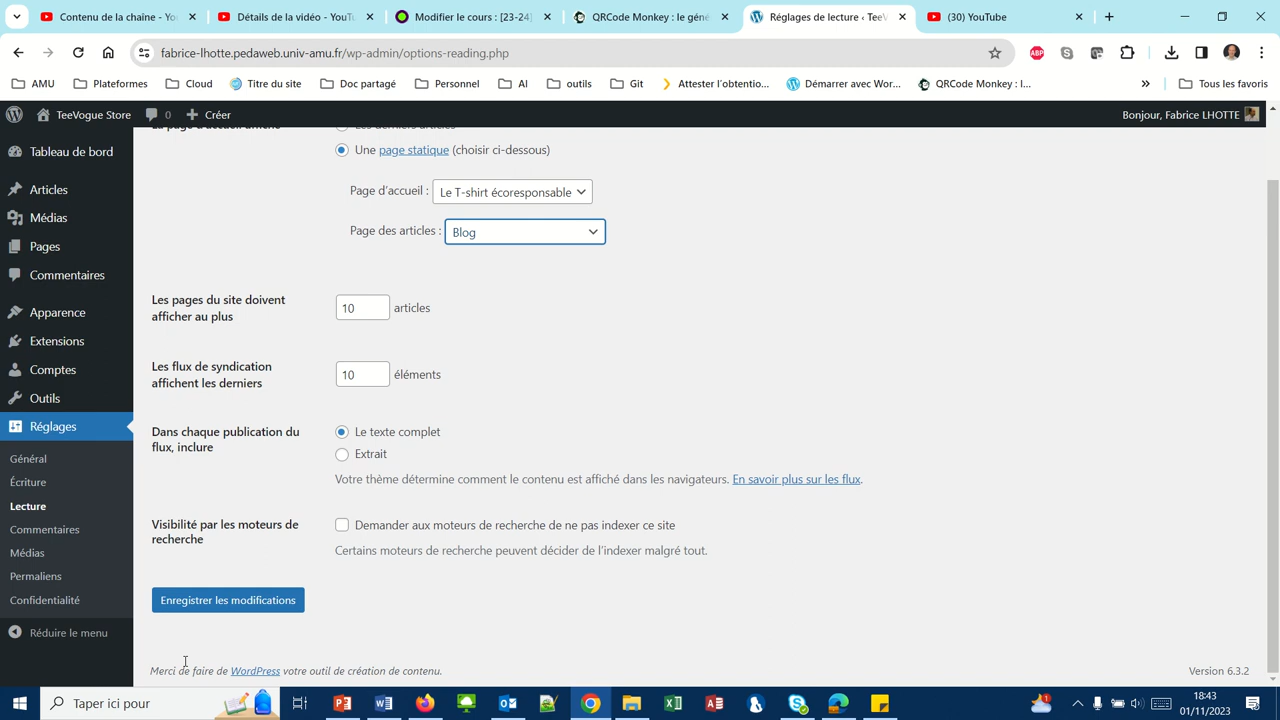 Contenu de la chaîne - You
Détails de la vidéo - YouTu
Modifier le cours : [23-24]
QRCode Monkey : le géné
Réglages de lecture ‹ TeeV
(30) YouTube
fabrice-lhotte.pedaweb.univ-amu.fr/wp-admin/options-reading.php
AMU
Plateformes
Cloud
Titre du site
Doc partagé
Personnel
AI
outils
Git
Attester l'obtentio...
Démarrer avec Wor...
QRCode Monkey : l...
»
Tous les favoris
TeeVogue Store
0
Créer
Bonjour, Fabrice LHOTTE
Tableau de bord
Articles
Médias
Pages
Commentaires
Apparence
Extensions
Comptes
Outils
Réglages
Général
Écriture
Lecture
Commentaires
Médias
Permaliens
Confidentialité
Réduire le menu
La page d'accueil affiche
Les derniers articles
Une page statique (choisir ci-dessous)
Page d'accueil : Le T-shirt écoresponsable
Page des articles : Blog
Les pages du site doivent
afficher au plus
10 articles
Les flux de syndication
affichent les derniers
10 éléments
Dans chaque publication du
flux, inclure
Le texte complet
Extrait
Votre thème détermine comment le contenu est affiché dans les navigateurs. En savoir plus sur les flux.
Visibilité par les moteurs de
recherche
Demander aux moteurs de recherche de ne pas indexer ce site
Certains moteurs de recherche peuvent décider de l'indexer malgré tout.
Enregistrer les modifications
Merci de faire de WordPress votre outil de création de contenu.
Version 6.3.2
Taper ici pour
18:43
01/11/2023